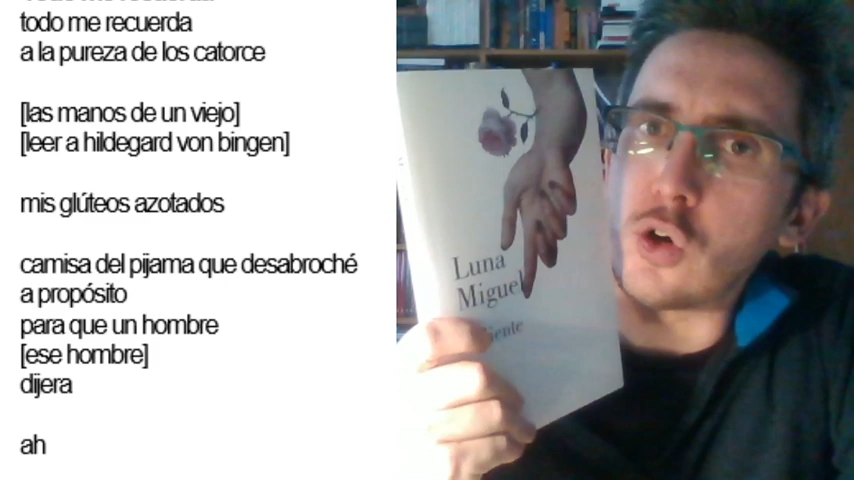 todo me recuerda
a la pureza de los catorce
[las manos de un viejo]
[leer a hildegard von bingen]
mis glúteos azotados
camisa del pijama que desabroché
a propósito
para que un hombre
[ese hombre]
dijera
ah
Luna
Miguel